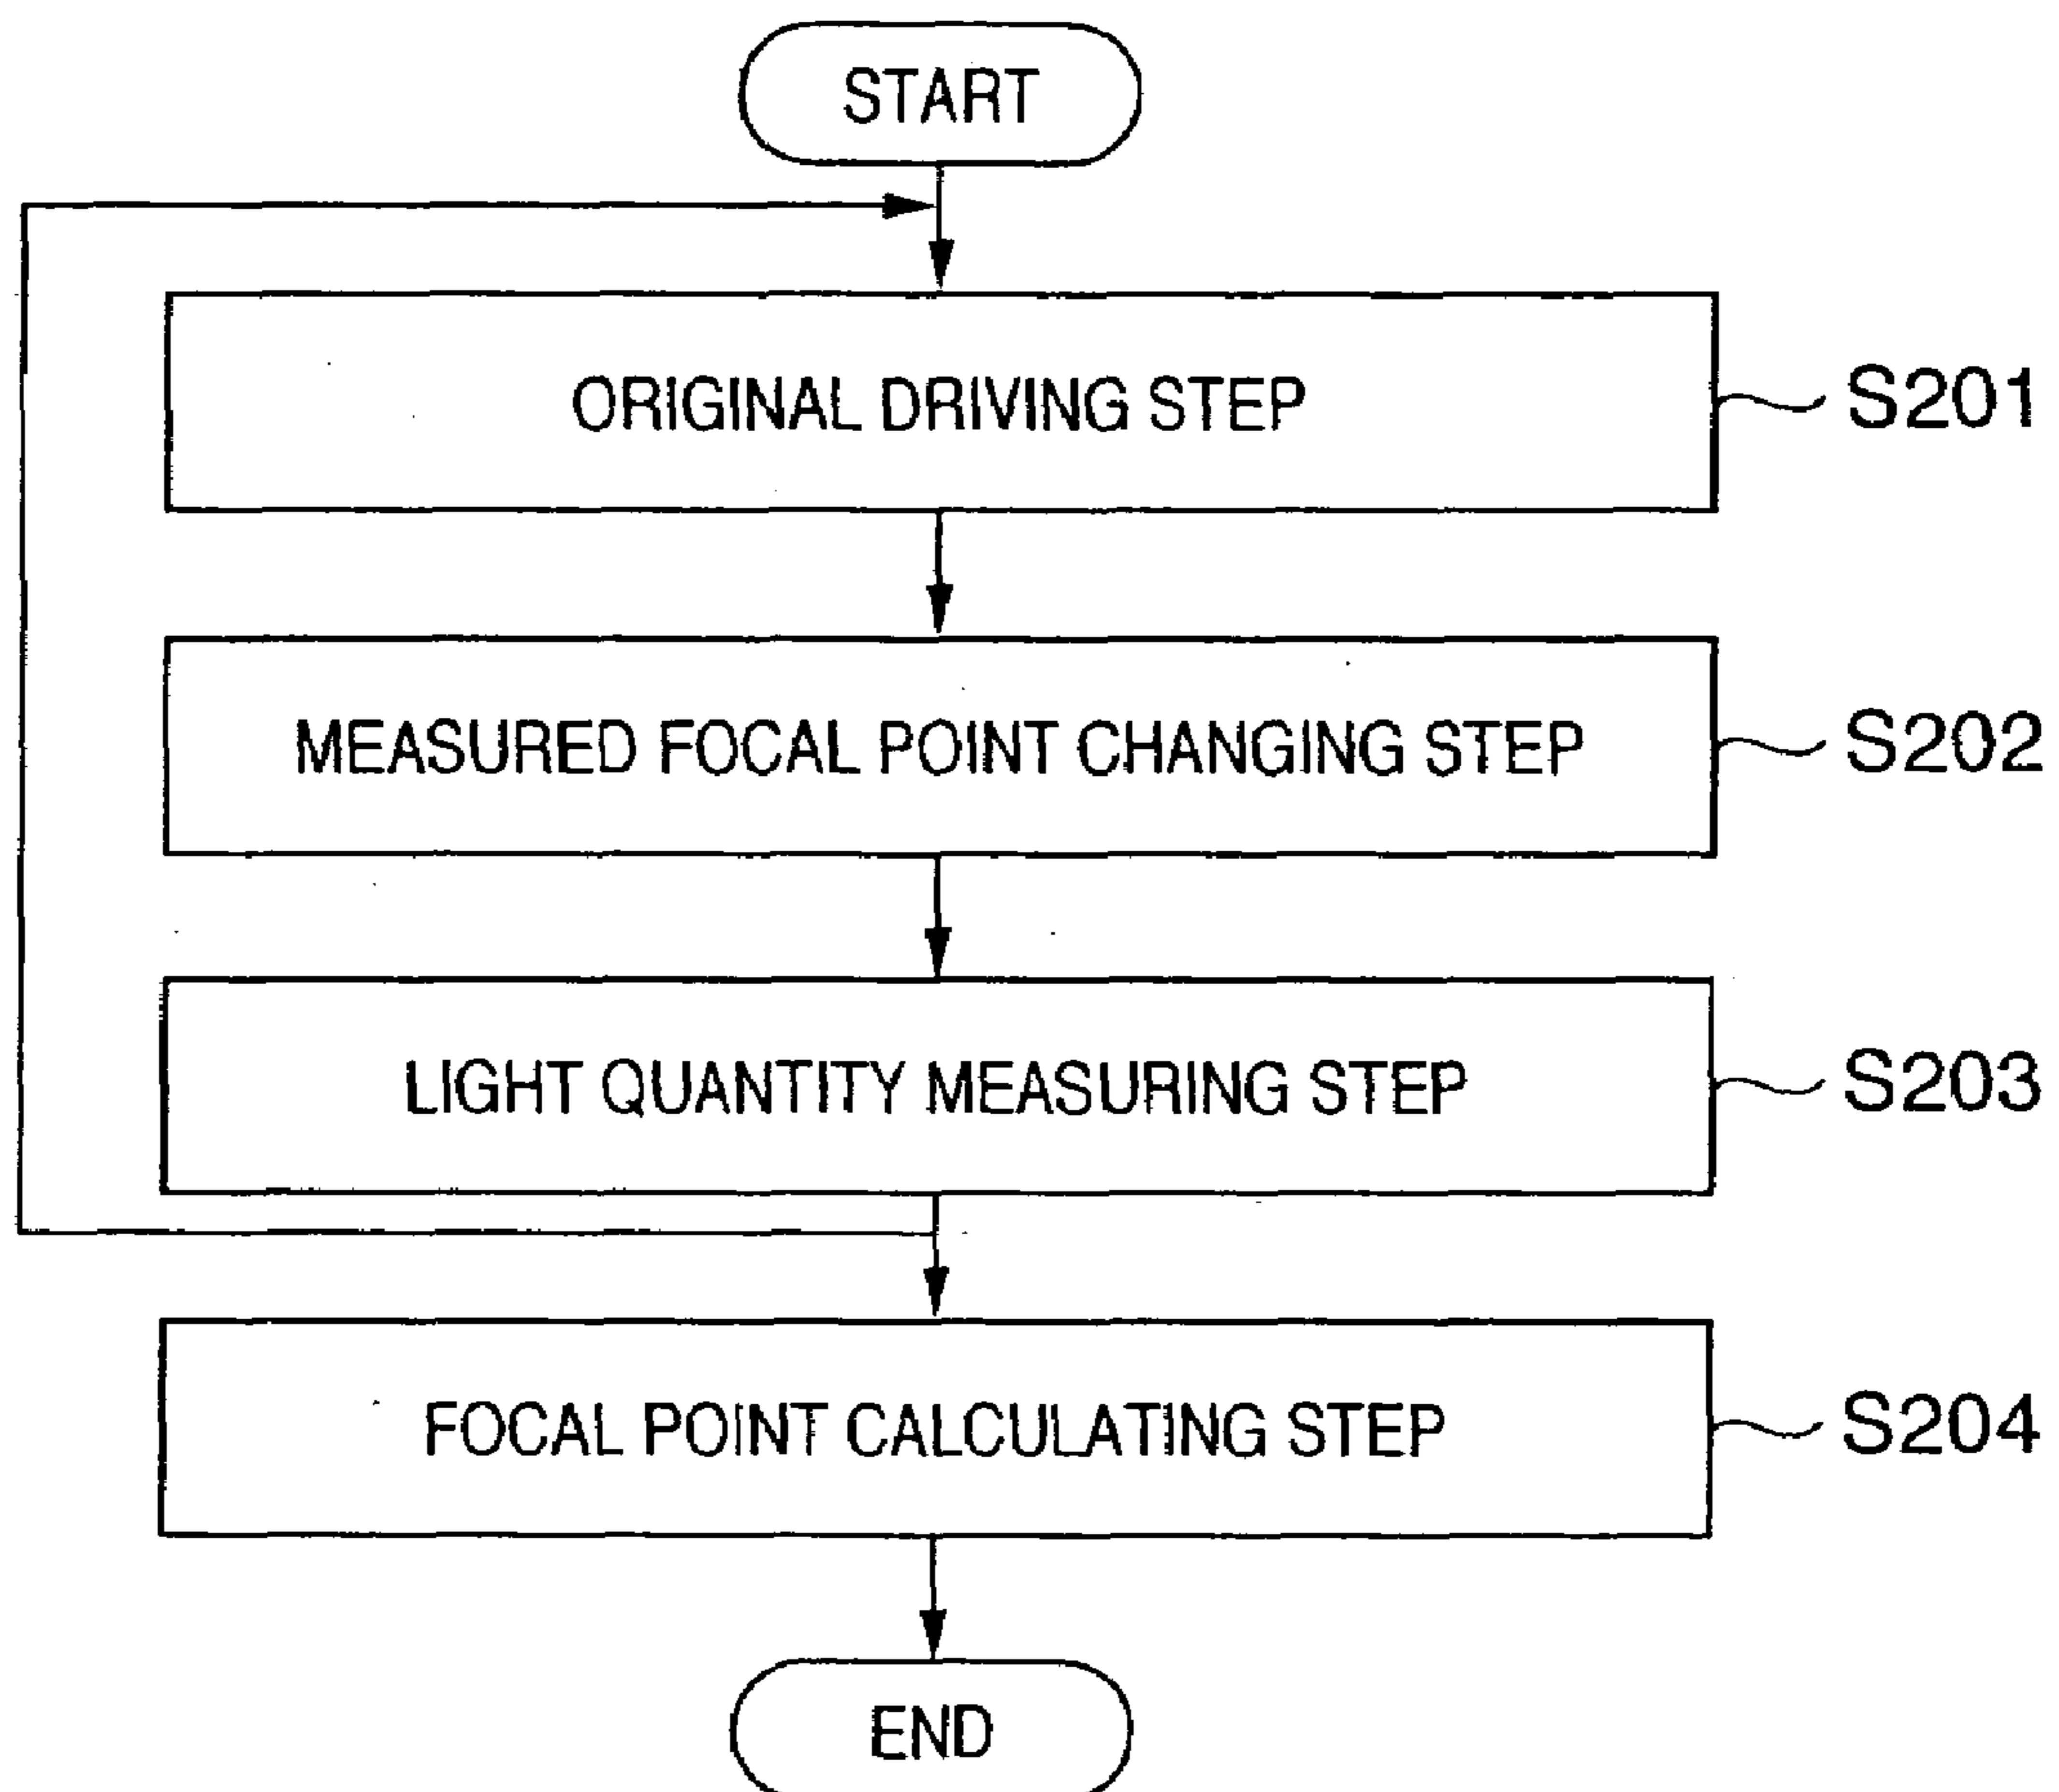 START
ORIGINAL DRIVING STEP
S201
MEASURED FOCAL POINT CHANGING STEP
S202
LIGHT QUANTITY MEASURING STEP
S203
FOCAL POINT CALCULATING STEP
S204
END